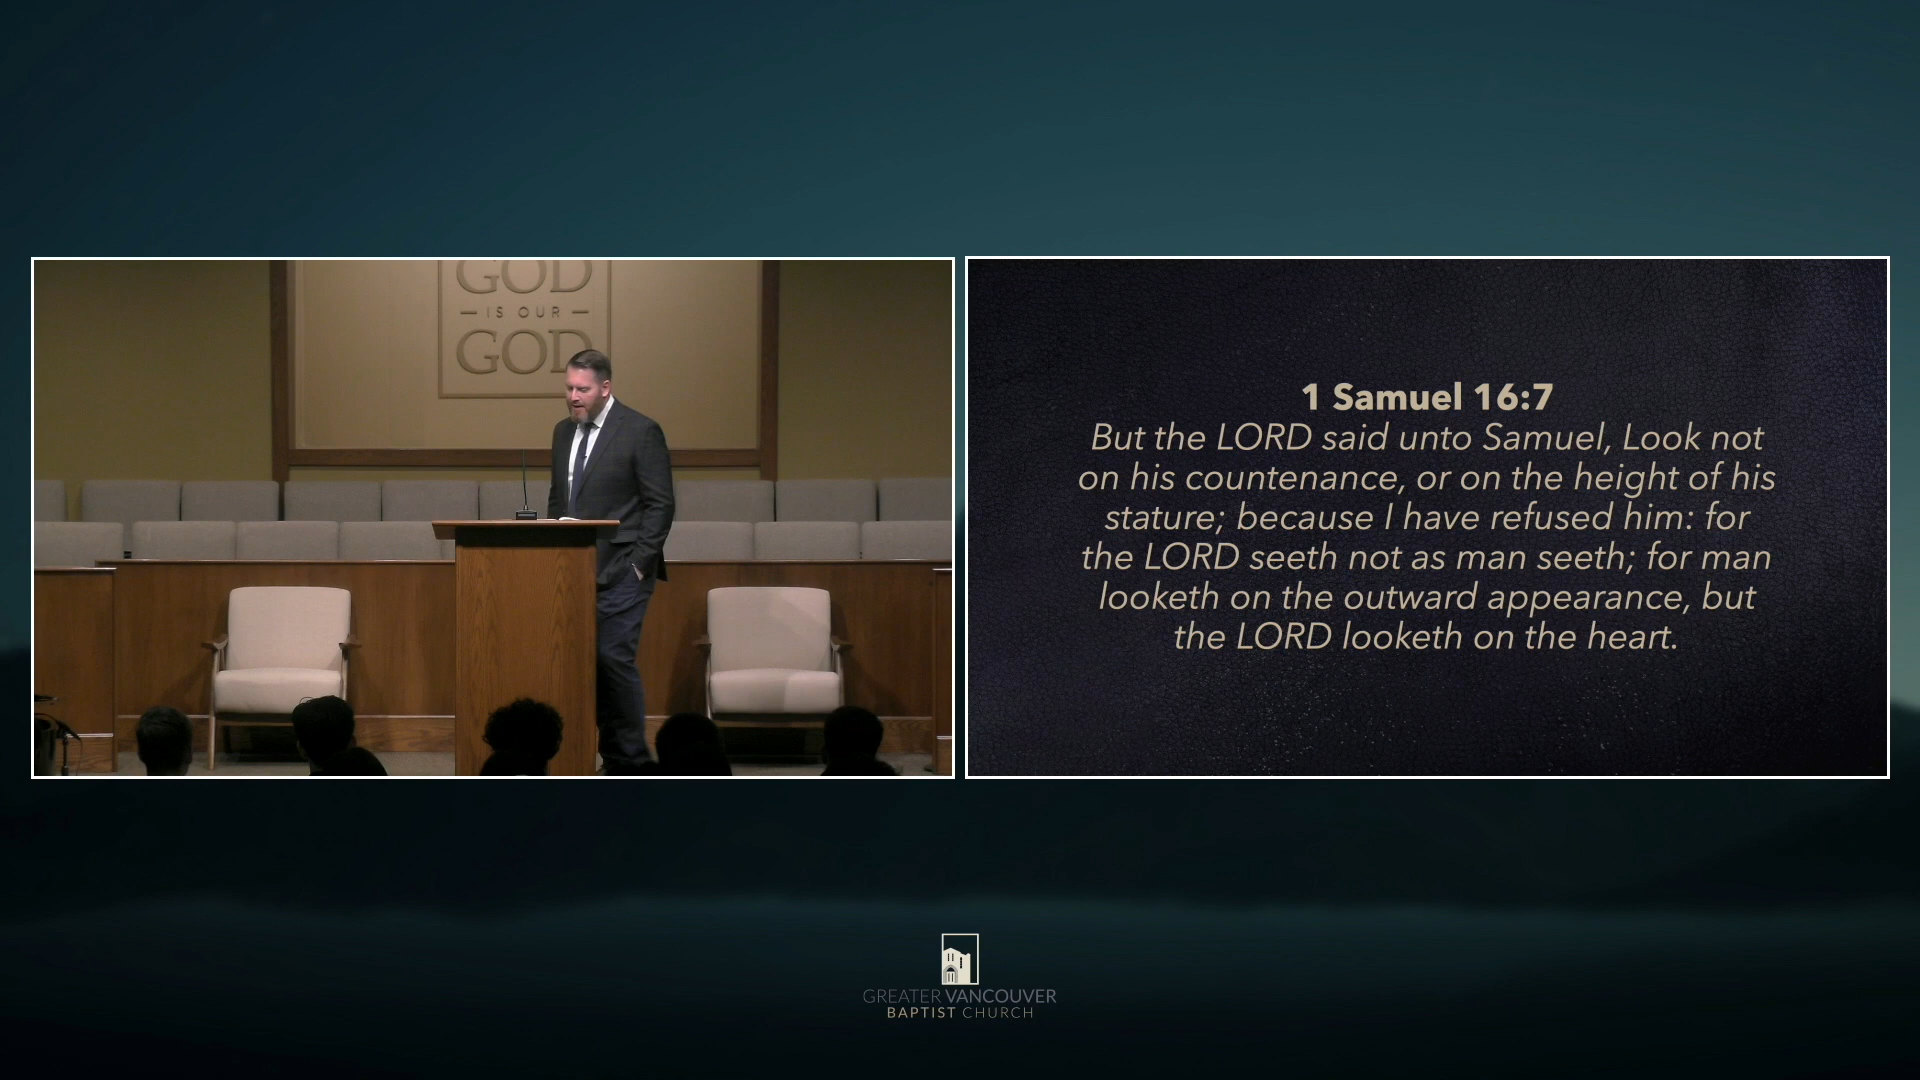 GOD
IS OUR
GOD
1 Samuel 16:7
But the LORD said unto Samuel, Look not
on his countenance, or on the height of his
stature; because I have refused him: for
the LORD seeth not as man seeth; for man
looketh on the outward appearance, but
the LORD looketh on the heart.
GREATER VANCOUVER
BAPTIST CHURCH